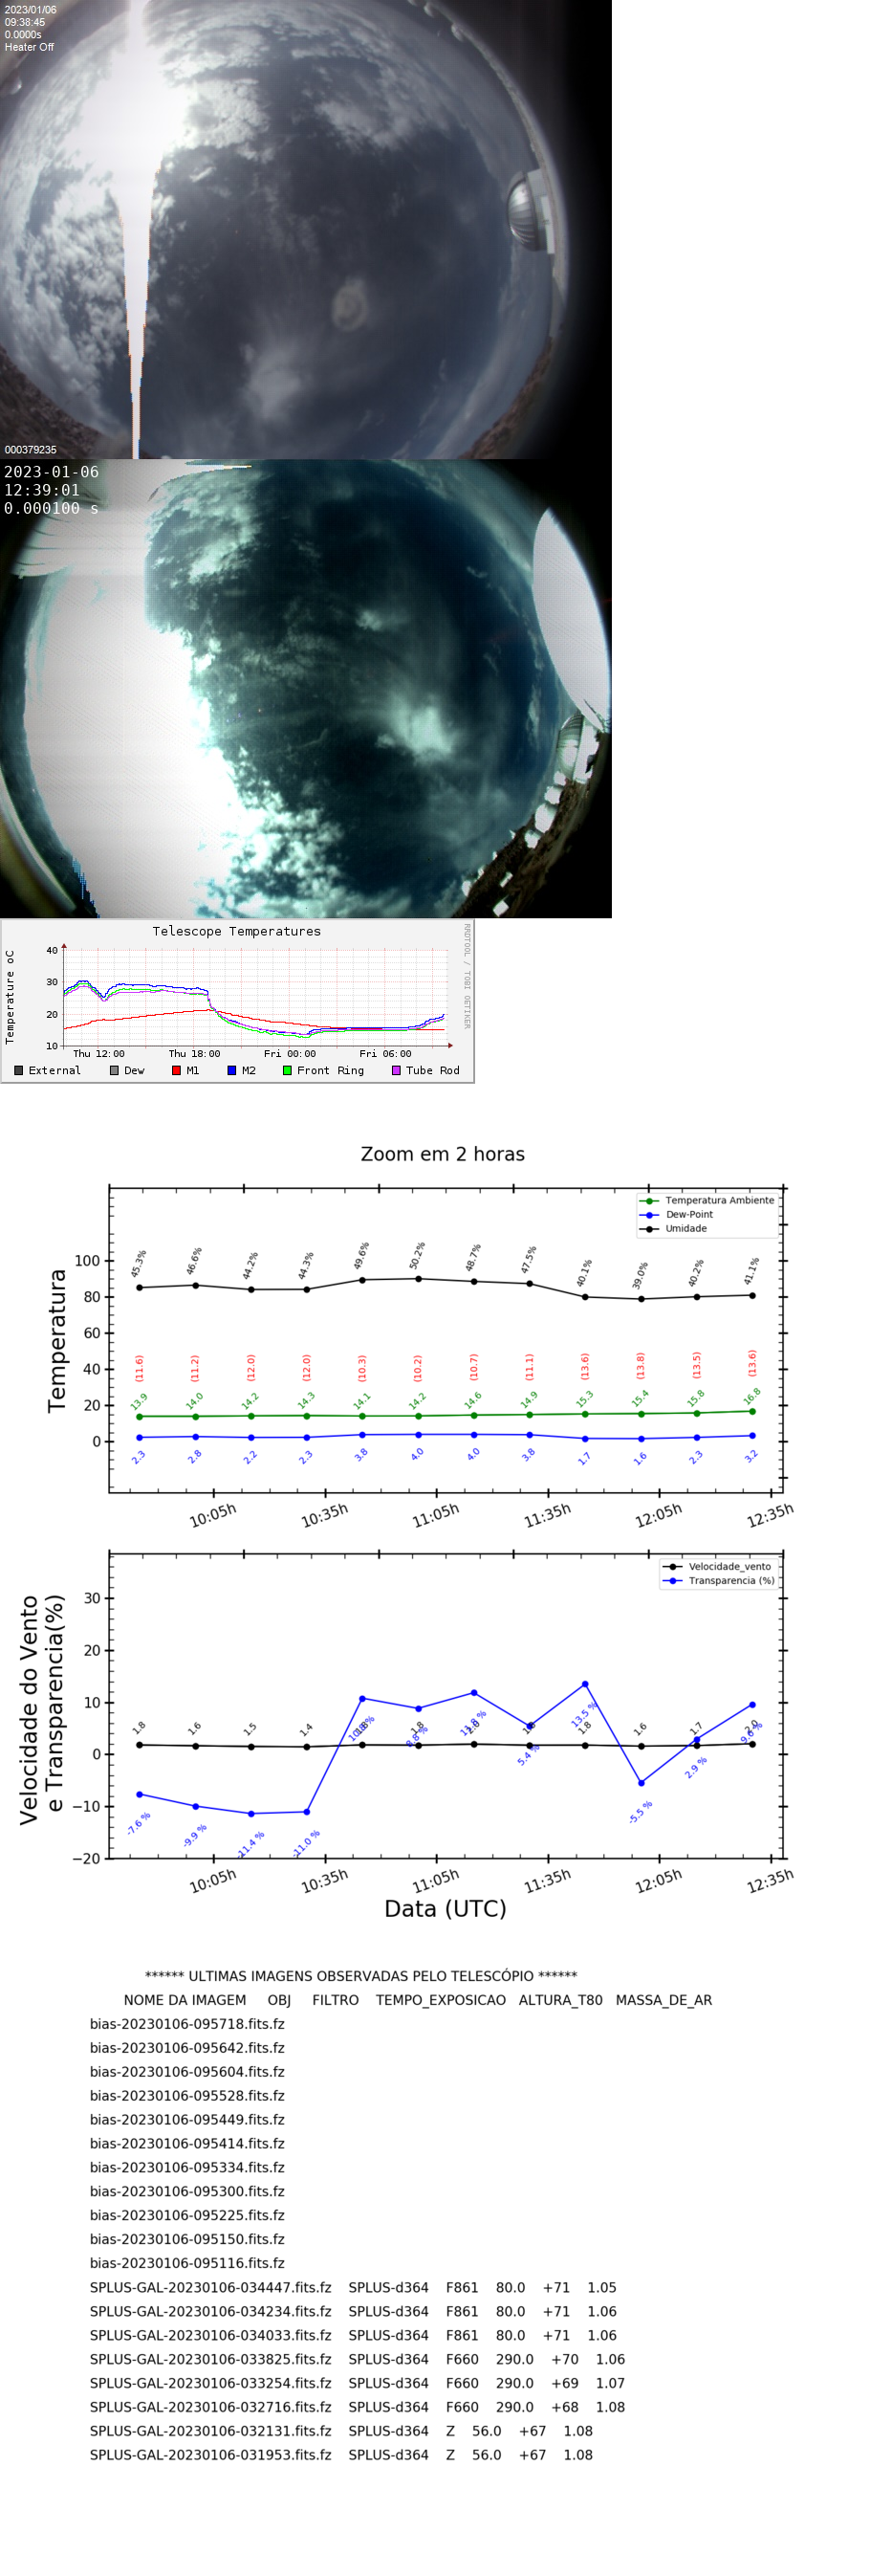 2023/01/06
09:38:45
0.0000s
Heater Off
000379235
2023-01-06
12:39:01
0.000100 s
Telescope Temperatures
RRDTOOL / TOBI OETIKER
Temperature oC
40
30
20
10
Thu 12:00 Thu 18:00 Fri 00:00 Fri 06:00
External Dew M1 M2 Front Ring Tube Rod
Zoom em 2 horas
Temperatura Ambiente
Dew-Point
Umidade
Temperatura
100
80
60
40
20
0
45.3% 46.6% 44.2% 44.3% 49.6% 50.2% 48.7% 47.5% 40.1% 39.0% 40.2% 41.1%
(11.6) (11.2) (12.0) (12.0) (10.3) (10.2) (10.7) (11.1) (13.6) (13.8) (13.5) (13.6)
13.9 14.0 14.2 14.3 14.1 14.2 14.6 14.9 15.3 15.4 15.8 16.8
2.3 2.8 2.2 2.3 3.8 4.0 4.0 3.8 1.7 1.6 2.3 3.2
10:05h 10:35h 11:05h 11:35h 12:05h 12:35h
Velocidade_vento
Transparencia (%)
Velocidade do Vento
e Transparencia(%)
30
20
10
0
−10
−20
1.8 1.6 1.5 1.4 1.8 1.8 1.6 1.7 2.0
-7.6 % -9.9 % -11.4 % -11.0 % 8.8 % 5.4 % 13.5 % -5.5 % 2.9 %
10:05h 10:35h 11:05h 11:35h 12:05h 12:35h
Data (UTC)
****** ULTIMAS IMAGENS OBSERVADAS PELO TELESCÓPIO ******
NOME DA IMAGEM OBJ FILTRO TEMPO_EXPOSICAO ALTURA_T80 MASSA_DE_AR
bias-20230106-095718.fits.fz
bias-20230106-095642.fits.fz
bias-20230106-095604.fits.fz
bias-20230106-095528.fits.fz
bias-20230106-095449.fits.fz
bias-20230106-095414.fits.fz
bias-20230106-095334.fits.fz
bias-20230106-095300.fits.fz
bias-20230106-095225.fits.fz
bias-20230106-095150.fits.fz
bias-20230106-095116.fits.fz
SPLUS-GAL-20230106-034447.fits.fz SPLUS-d364 F861 80.0 +71 1.05
SPLUS-GAL-20230106-034234.fits.fz SPLUS-d364 F861 80.0 +71 1.06
SPLUS-GAL-20230106-034033.fits.fz SPLUS-d364 F861 80.0 +71 1.06
SPLUS-GAL-20230106-033825.fits.fz SPLUS-d364 F660 290.0 +70 1.06
SPLUS-GAL-20230106-033254.fits.fz SPLUS-d364 F660 290.0 +69 1.07
SPLUS-GAL-20230106-032716.fits.fz SPLUS-d364 F660 290.0 +68 1.08
SPLUS-GAL-20230106-032131.fits.fz SPLUS-d364 Z 56.0 +67 1.08
SPLUS-GAL-20230106-031953.fits.fz SPLUS-d364 Z 56.0 +67 1.08